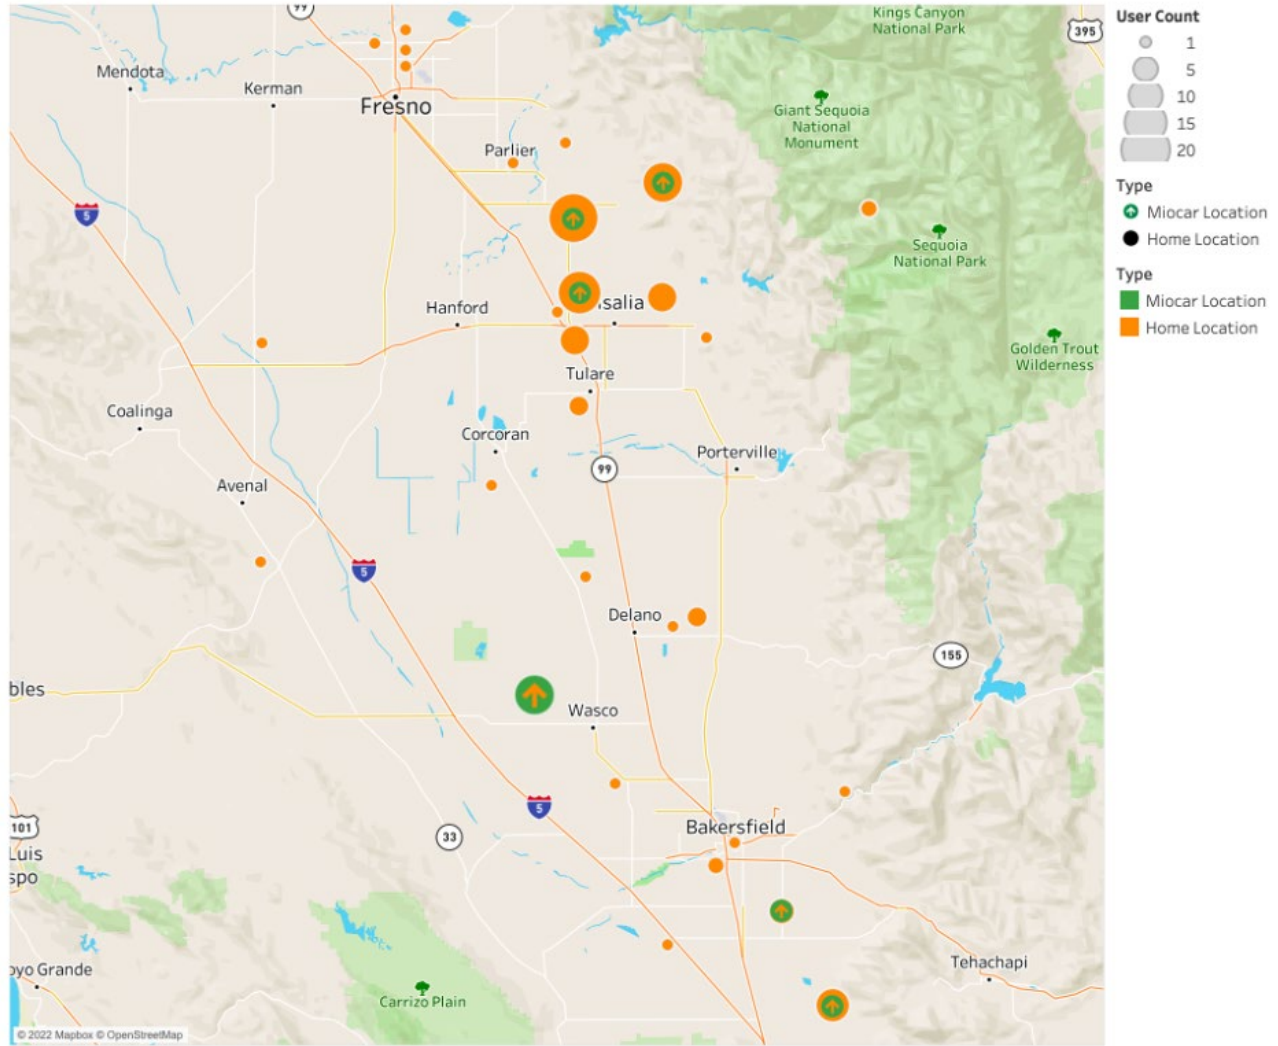 99
Kings Canyon
National Park
395
User Count
1
5
10
15
20
Mendota
Kerman
Fresno
Giant Sequoia
National
Monument
Parlier
Type
Miocar Location
Home Location
5
Sequoia
National Park
Type
Miocar Location
Home Location
Hanford
isalia
Golden Trout
Wilderness
Tulare
Coalinga
Corcoran
Porterville
99
Avenal
5
Delano
155
bles
Wasco
5
101
33
Bakersfield
Luis
spo
oyo Grande
Tehachapi
Carrizo Plain
© 2022 Mapbox © OpenStreetMap